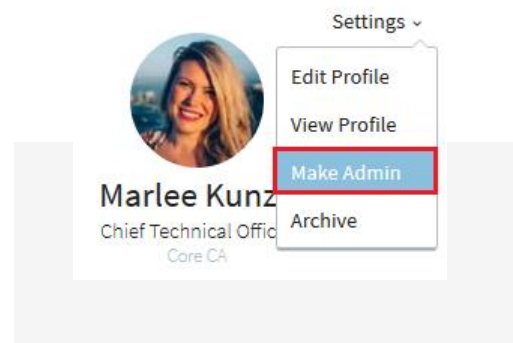 Settings
Edit Profile
View Profile
Make Admin
Archive
Marlee Kunz
Chief Technical Offic
Core CA